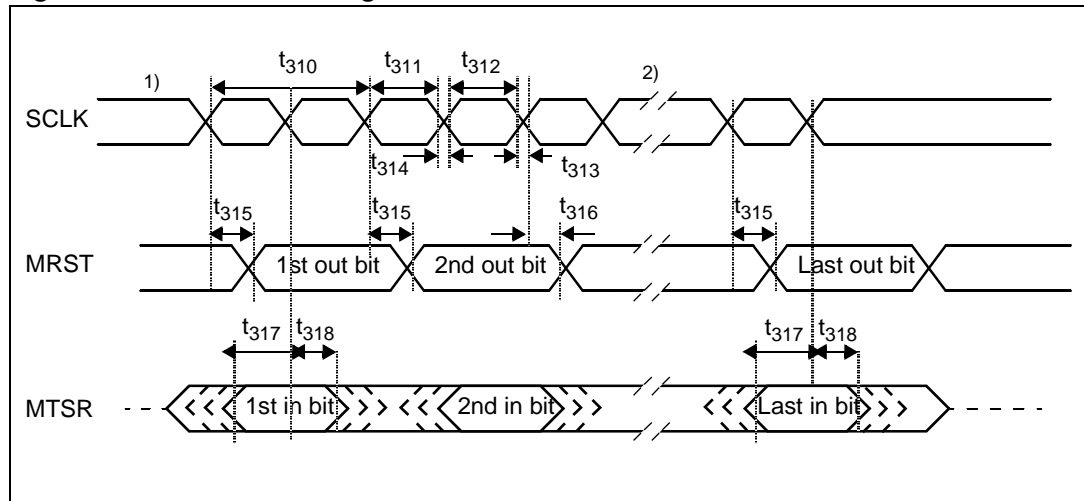 t310 t311 t312
1) 2)
SCLK
t314 t313
t315 t315 t316 t315
MRST 1st out bit 2nd out bit Last out bit
t317 t318 t317 t318
MTSR 1st in bit 2nd in bit Last in bit